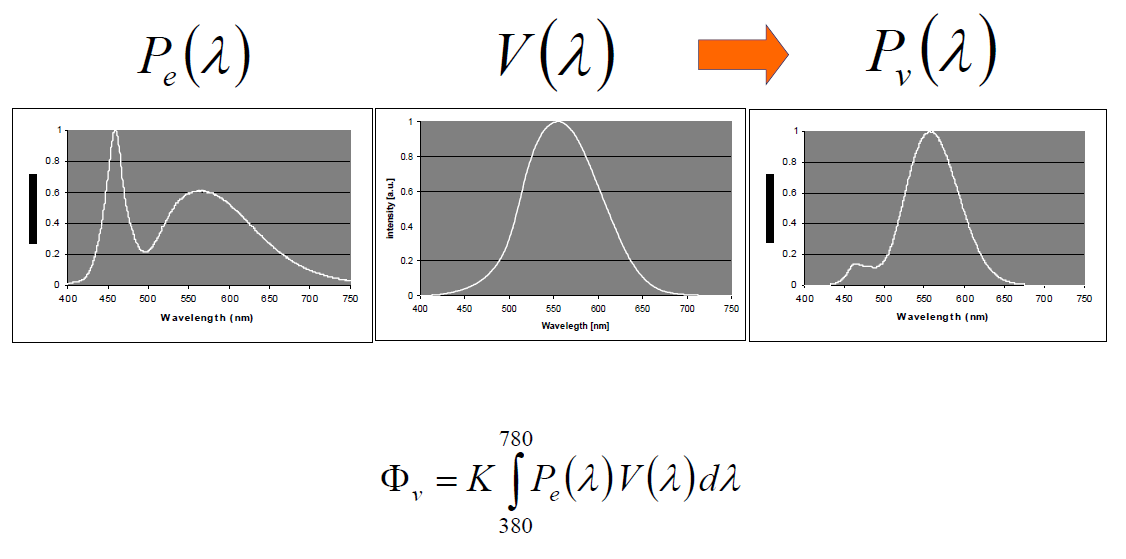 Pe(λ)
V(λ)
Pv(λ)
1
0.8
0.6
0.4
0.2
0
400 450 500 550 600 650 700 750
Wavelength (nm)
intensity [a.u.]
1
0.8
0.6
0.4
0.2
0
400 450 500 550 600 650 700 750
Wavelegth [nm]
1
0.8
0.6
0.4
0.2
0
400 450 500 550 600 650 700 750
Wavelength (nm)
Φv = K ∫₃₈₀⁷⁸⁰ Pe(λ)V(λ)dλ